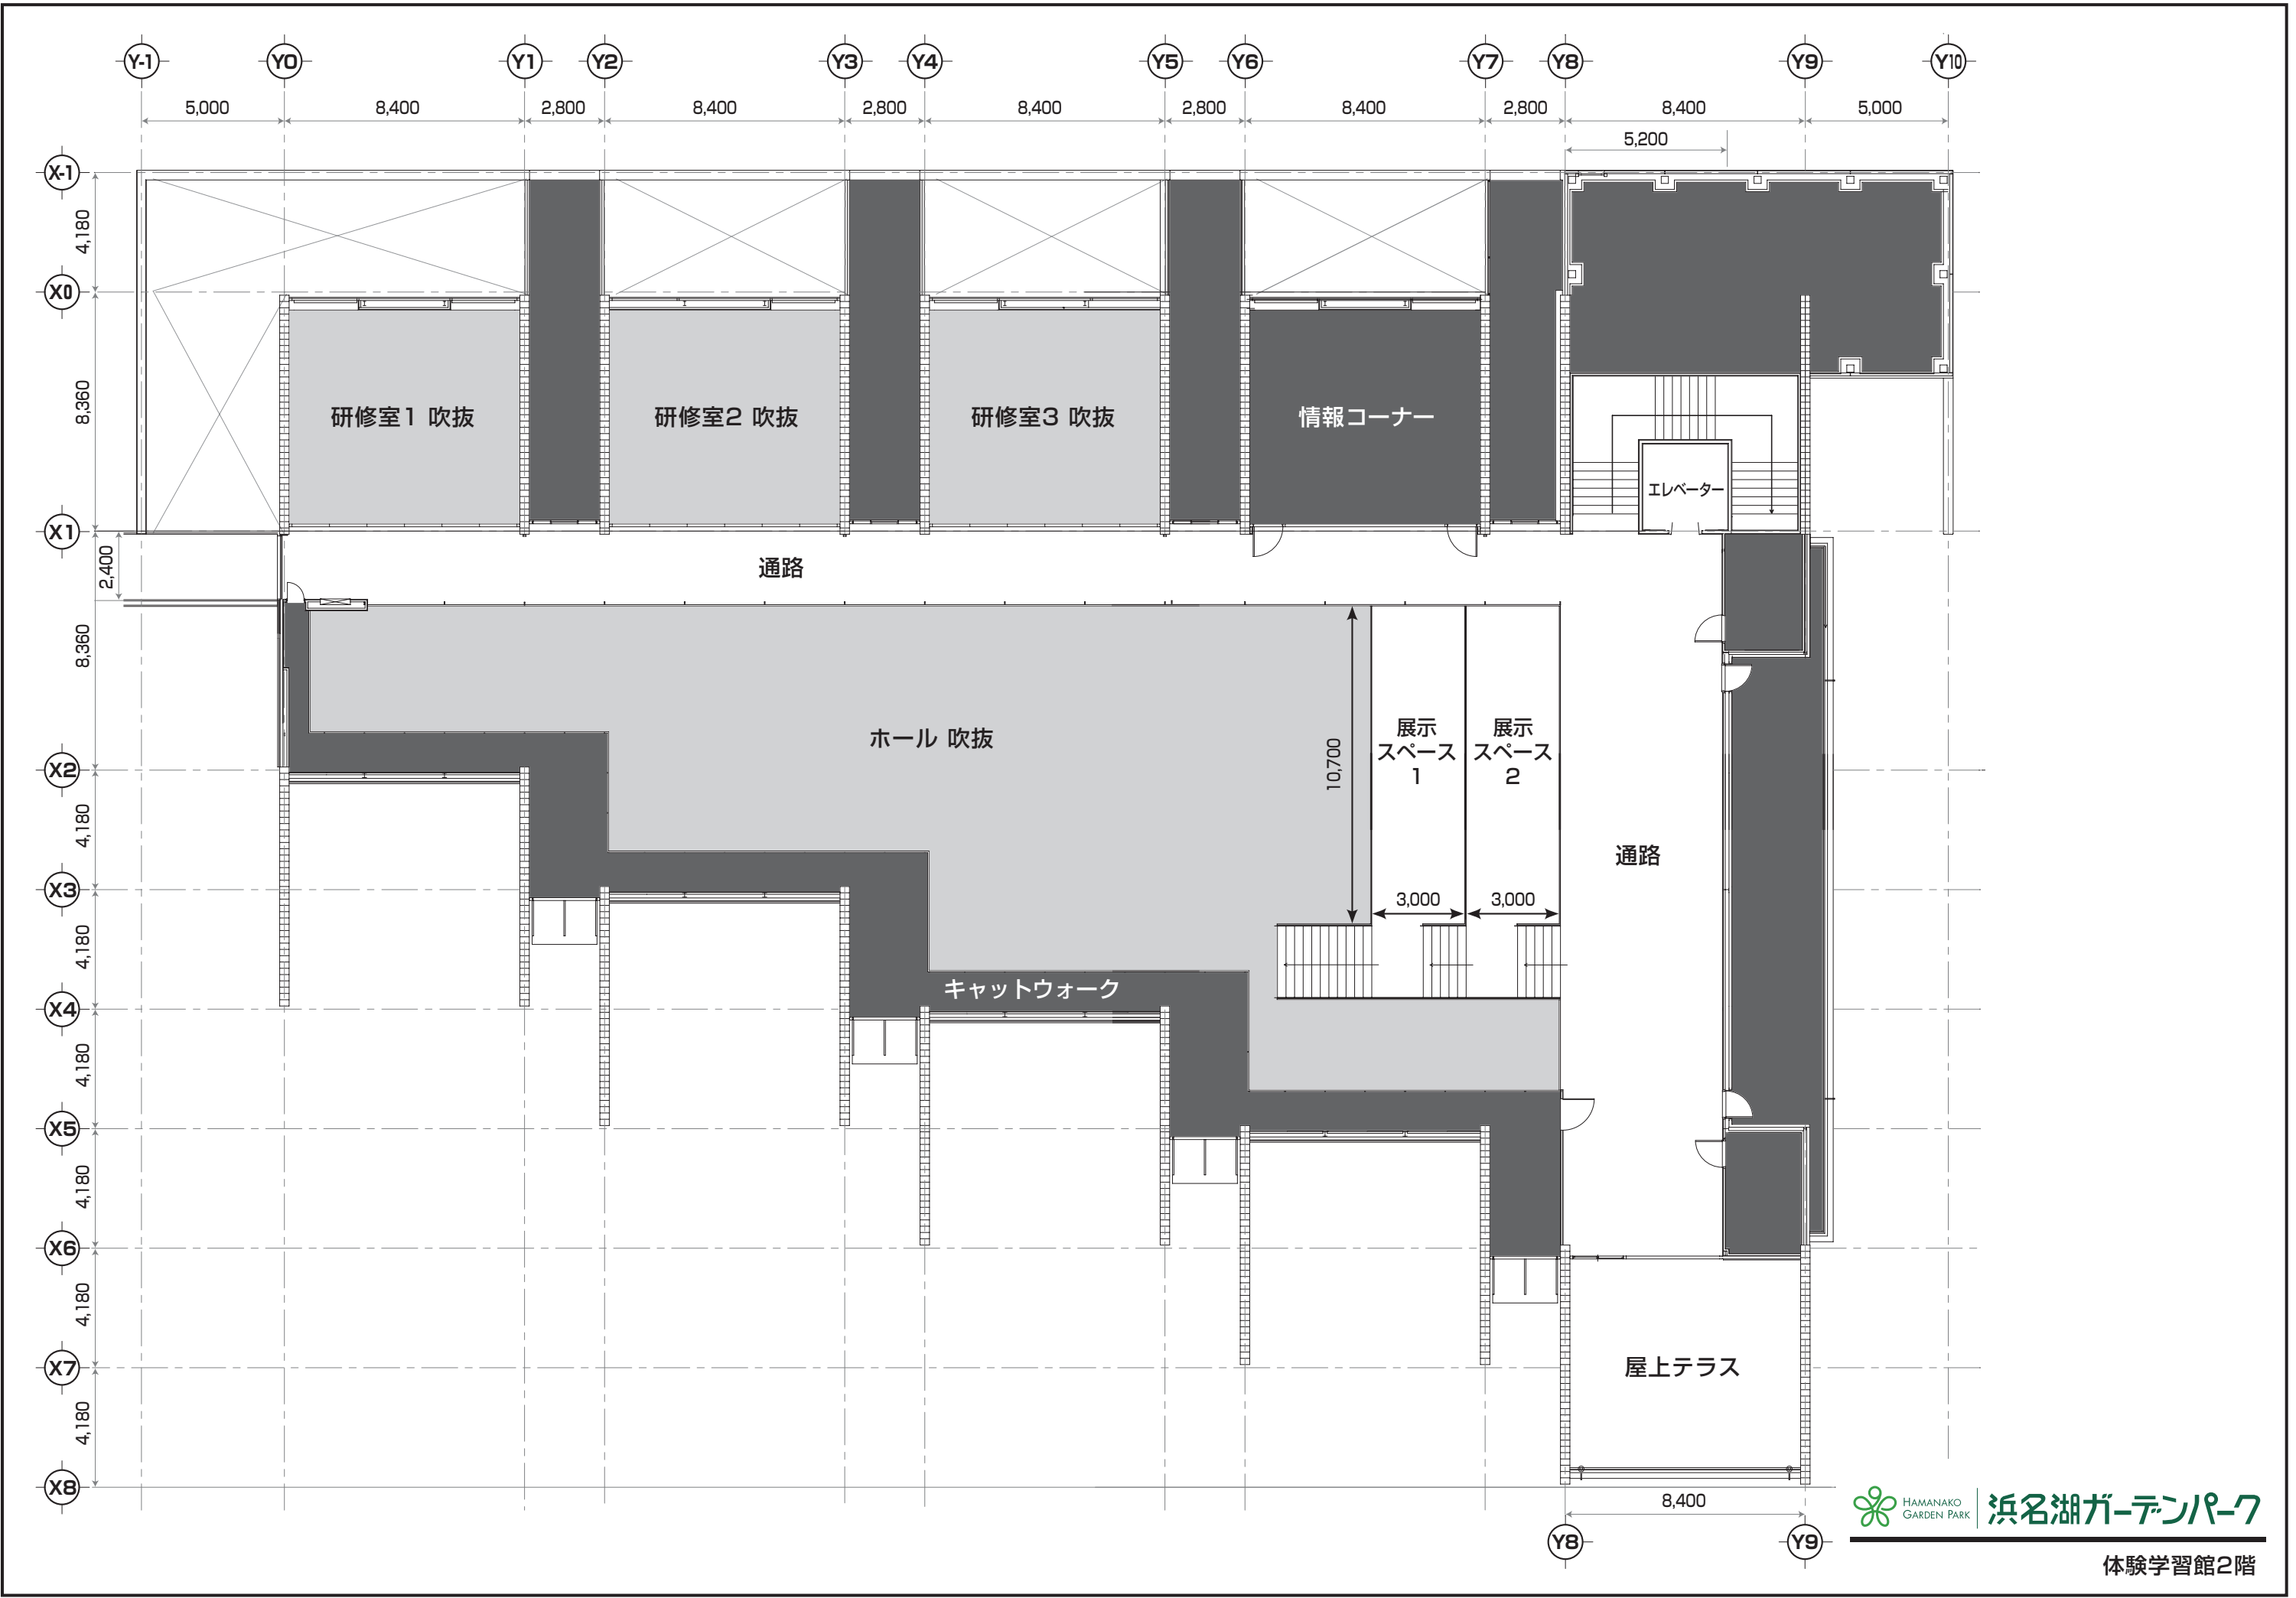 Y-1 Y0 Y1 Y2 Y3 Y4 Y5 Y6 Y7 Y8 Y9 Y10
5,000 8,400 2,800 8,400 2,800 8,400 2,800 8,400 2,800 8,400 5,000
5,200
X-1
4,180
X0
8,360
研修室1 吹抜 研修室2 吹抜 研修室3 吹抜 情報コーナー
エレベーター
X1
2,400
通路
8,360
ホール 吹抜
10,700
展示
スペース
1
展示
スペース
2
X2
4,180
通路
X3
3,000 3,000
4,180
キャットウォーク
X4
4,180
X5
4,180
X6
4,180
X7
屋上テラス
4,180
X8
8,400
Y8 Y9
HAMANAKO
GARDEN PARK
浜名湖ガーデンパーク
体験学習館2階